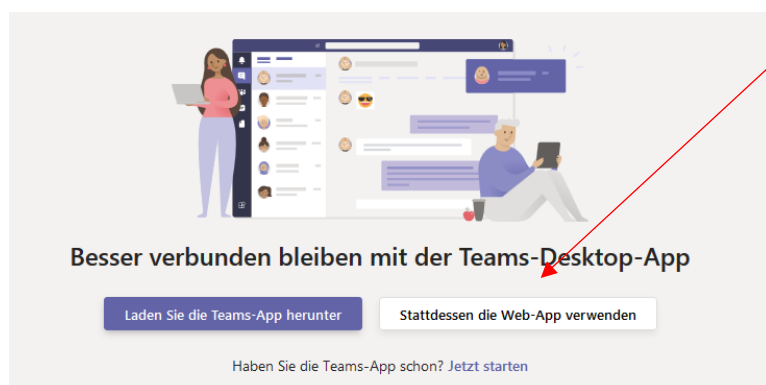 Besser verbunden bleiben mit der Teams-Desktop-App
Laden Sie die Teams-App herunter
Stattdessen die Web-App verwenden
Haben Sie die Teams-App schon? Jetzt starten